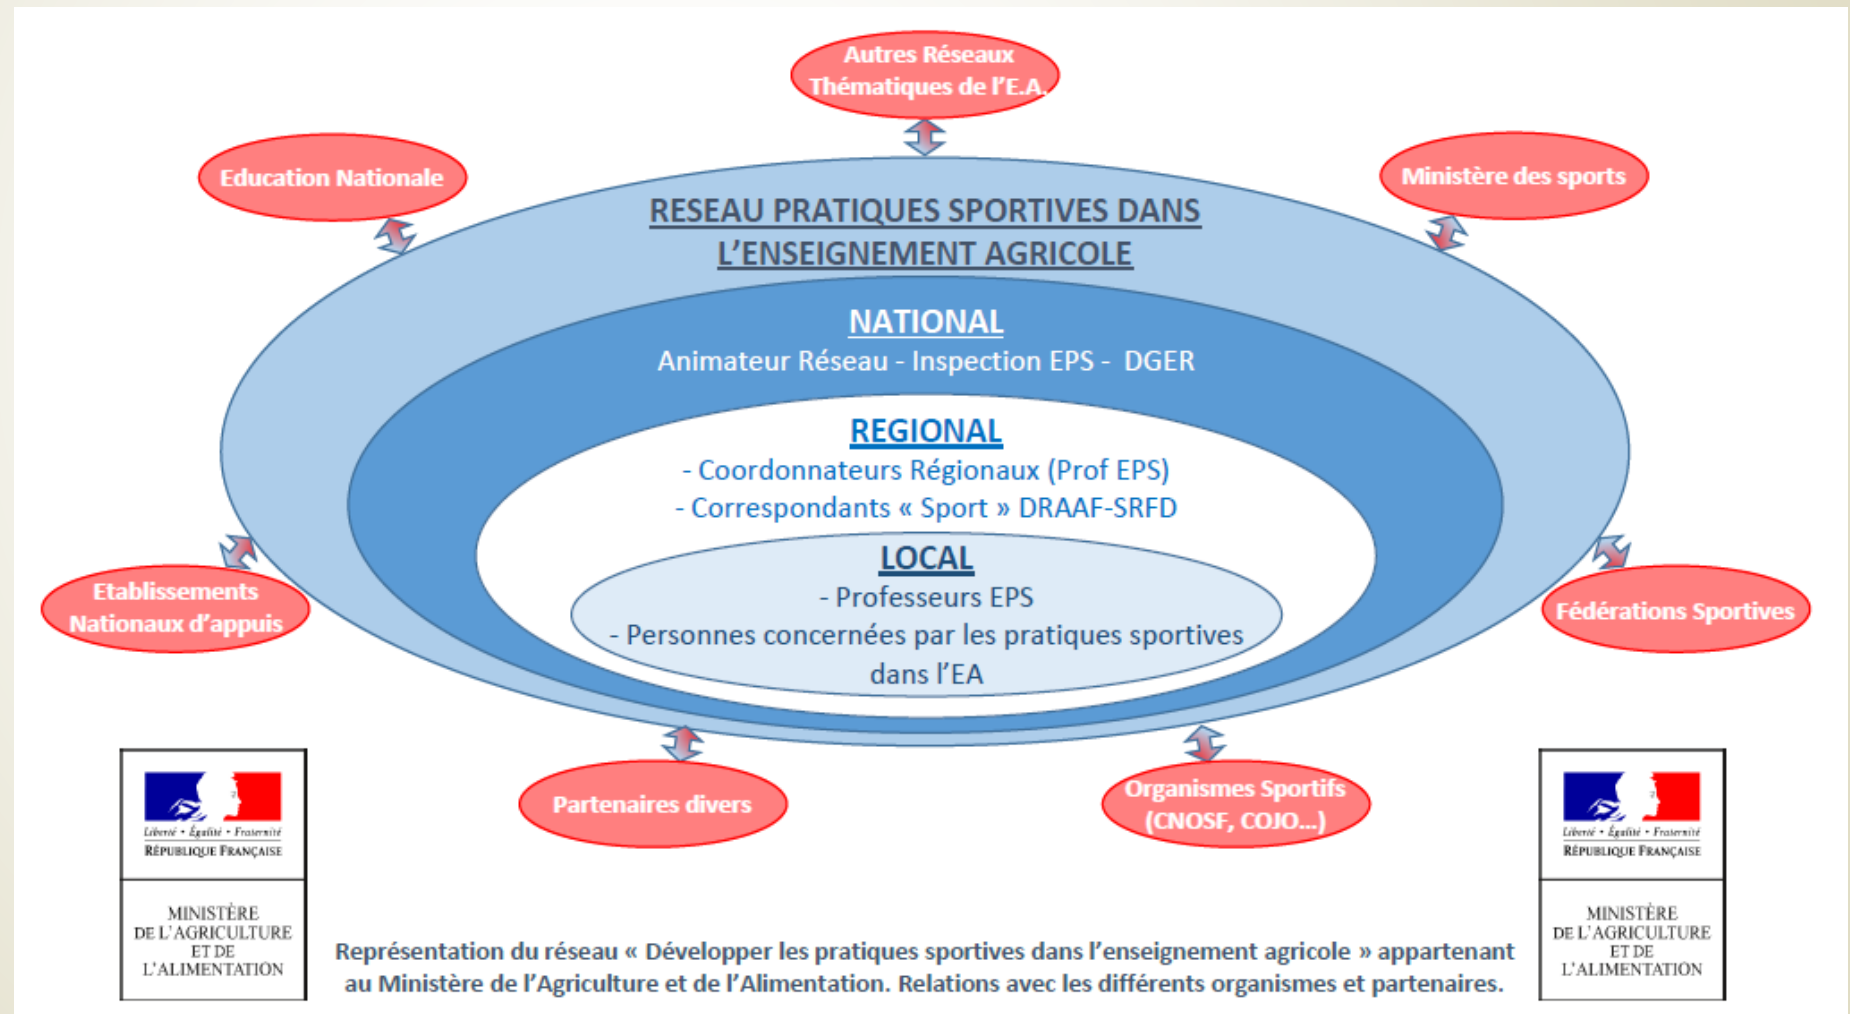 Autres Réseaux
Thématiques de l'E.A.
Education Nationale
Ministère des sports
RESEAU PRATIQUES SPORTIVES DANS
L'ENSEIGNEMENT AGRICOLE
NATIONAL
Animateur Réseau - Inspection EPS - DGER
REGIONAL
- Coordonnateurs Régionaux (Prof EPS)
- Correspondants « Sport » DRAAF-SRFD
LOCAL
- Professeurs EPS
- Personnes concernées par les pratiques sportives
dans l'EA
Etablissements
Nationaux d'appuis
Fédérations Sportives
Partenaires divers
Organismes Sportifs
(CNOSF, COJO...)
Liberté • Égalité • Fraternité
RÉPUBLIQUE FRANÇAISE
MINISTÈRE
DE L'AGRICULTURE
ET DE
L'ALIMENTATION
Liberté • Égalité • Fraternité
RÉPUBLIQUE FRANÇAISE
MINISTÈRE
DE L'AGRICULTURE
ET DE
L'ALIMENTATION
Représentation du réseau « Développer les pratiques sportives dans l'enseignement agricole » appartenant
au Ministère de l'Agriculture et de l'Alimentation. Relations avec les différents organismes et partenaires.